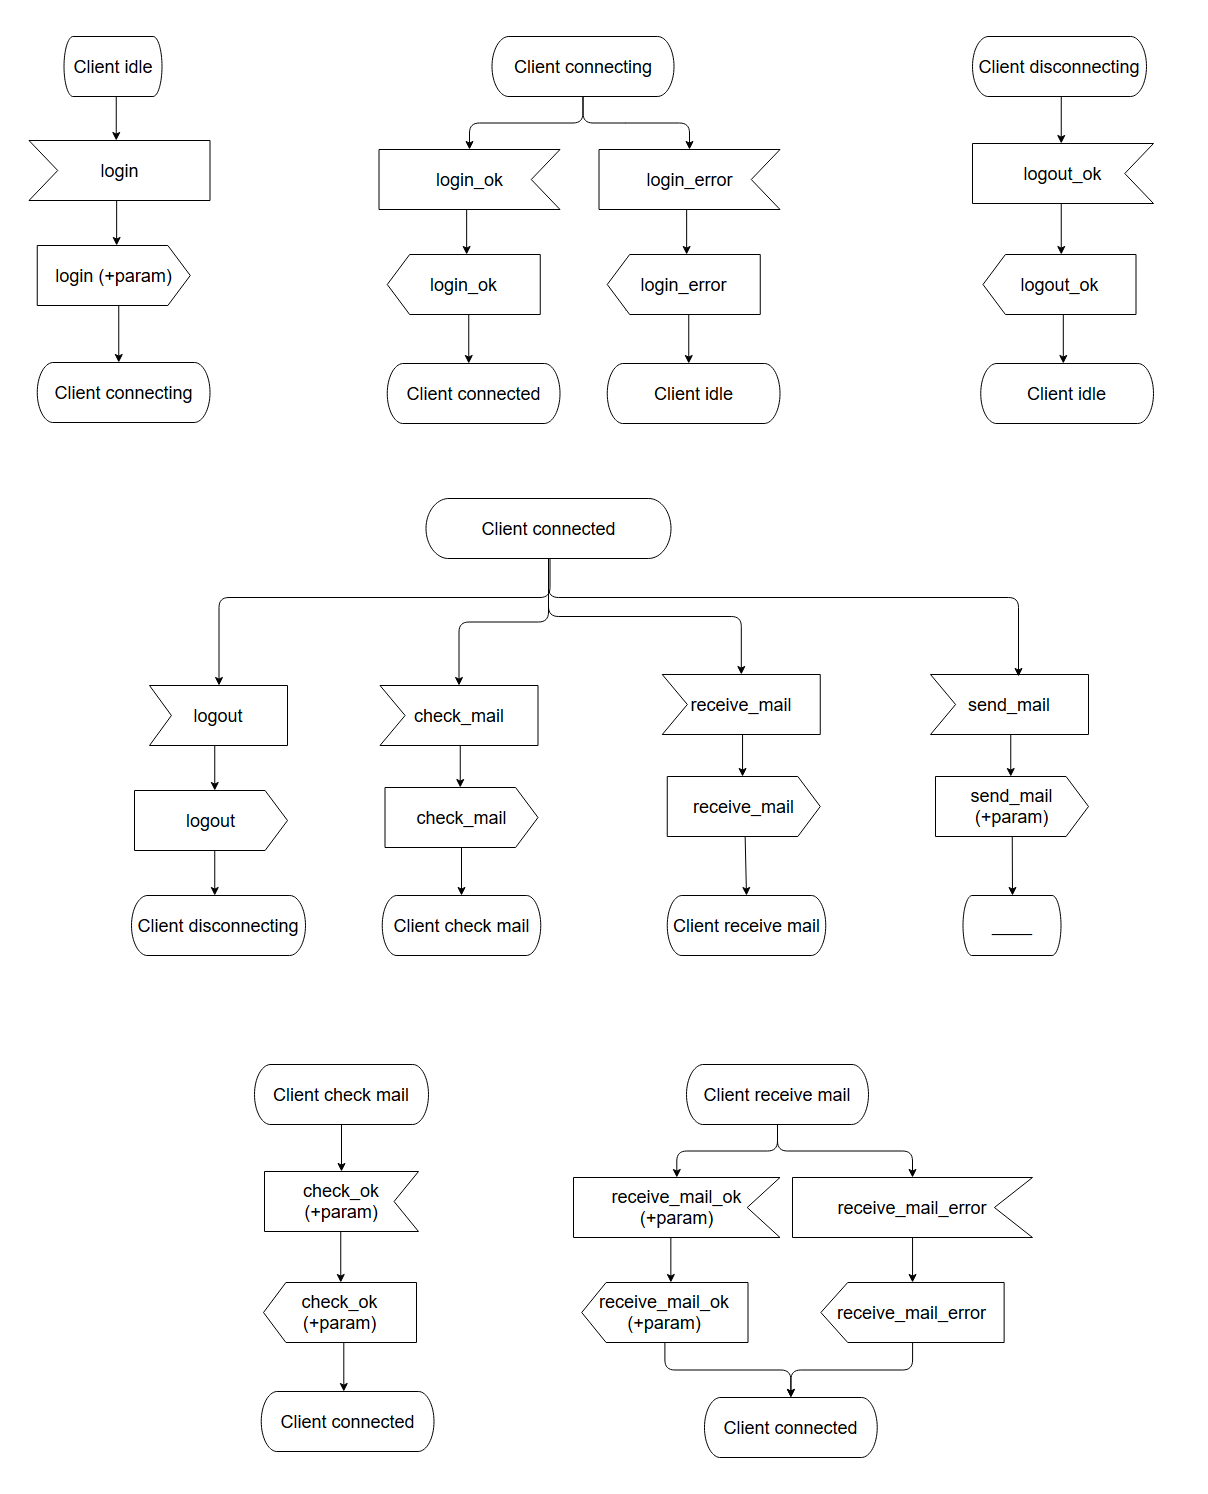 Client idle
login
login (+param)
Client connecting
Client connecting
login_ok
login_error
login_ok
login_error
Client connected
Client idle
Client disconnecting
logout_ok
logout_ok
Client idle
Client connected
logout
logout
Client disconnecting
check_mail
check_mail
Client check mail
receive_mail
receive_mail
Client receive mail
send_mail
send_mail
(+param)
____
Client check mail
check_ok
(+param)
check_ok
(+param)
Client connected
Client receive mail
receive_mail_ok
(+param)
receive_mail_error
receive_mail_ok
(+param)
receive_mail_error
Client connected